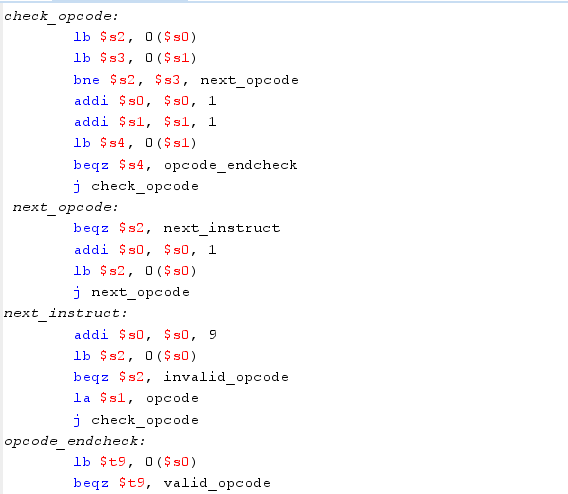 check_opcode:
lb $s2, 0($s0)
lb $s3, 0($s1)
bne $s2, $s3, next_opcode
addi $s0, $s0, 1
addi $s1, $s1, 1
lb $s4, 0($s1)
beqz $s4, opcode_endcheck
j check_opcode
next_opcode:
beqz $s2, next_instruct
addi $s0, $s0, 1
lb $s2, 0($s0)
j next_opcode
next_instruct:
addi $s0, $s0, 9
lb $s2, 0($s0)
beqz $s2, invalid_opcode
la $s1, opcode
j check_opcode
opcode_endcheck:
lb $t9, 0($s0)
beqz $t9, valid_opcode